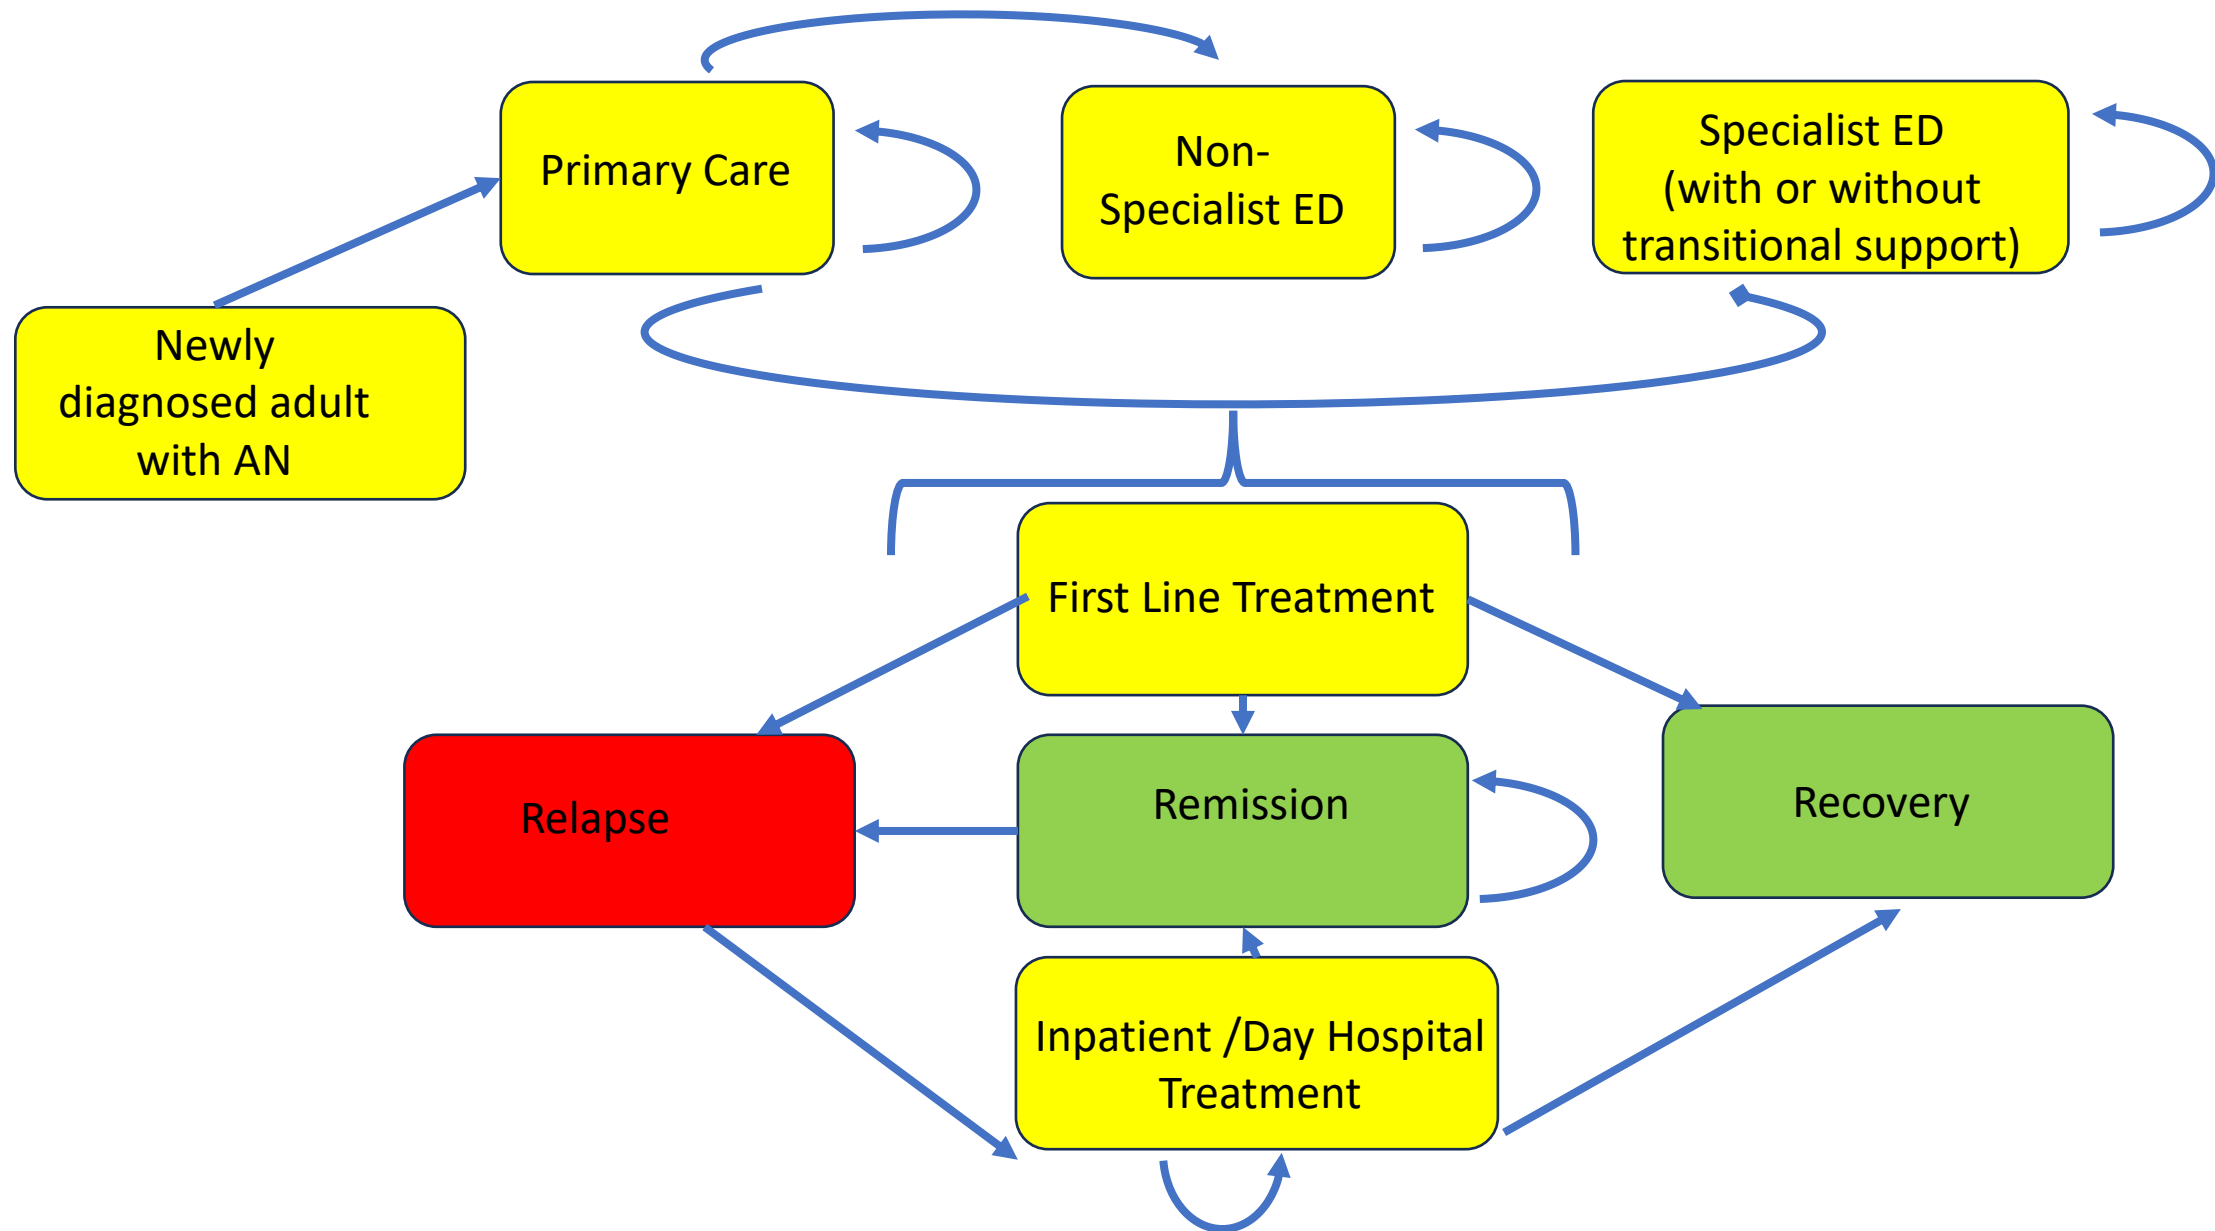 Primary Care
Non-
Specialist ED
Specialist ED
(with or without
transitional support)
Newly
diagnosed adult
with AN
First Line Treatment
Relapse
Remission
Recovery
Inpatient /Day Hospital
Treatment